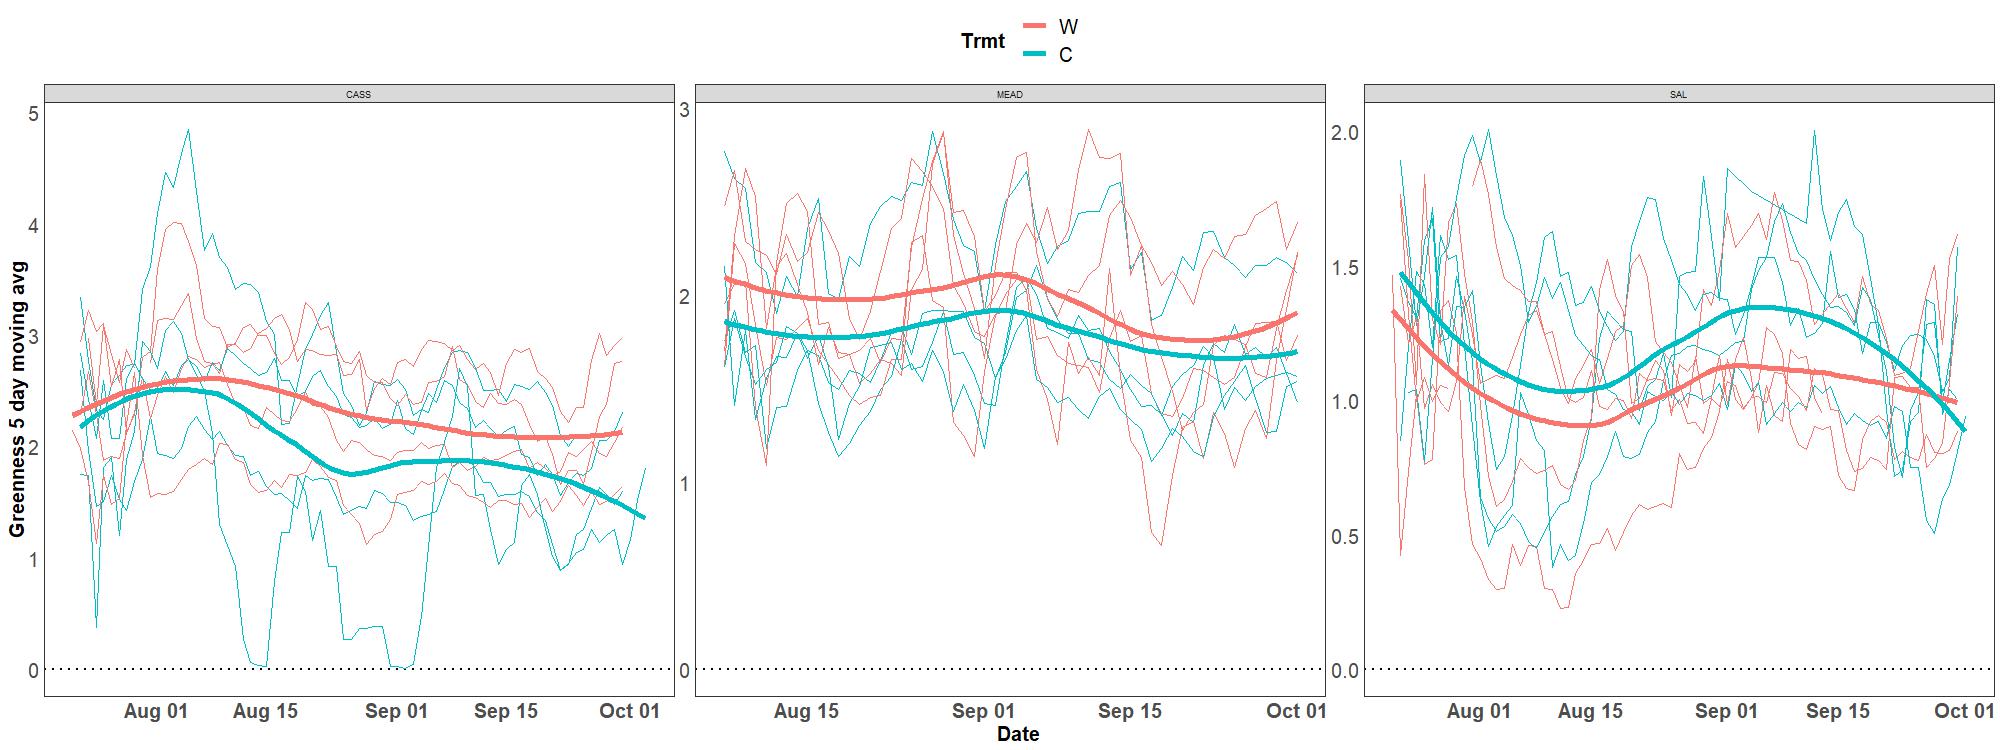 Trmt
W
C
CASS
MEAD
SAL
Greenness 5 day moving avg
5
4
3
2
1
0
3
2
1
0
2.0
1.5
1.0
0.5
0.0
Aug 01 Aug 15 Sep 01 Sep 15 Oct 01
Aug 15 Sep 01 Sep 15 Oct 01
Aug 01 Aug 15 Sep 01 Sep 15 Oct 01
Date